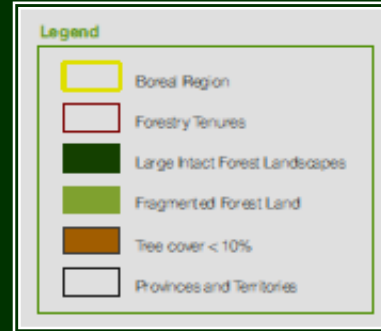 Legend
Boreal Region
Forestry Tenures
Large Intact Forest Landscapes
Fragmented Forest Land
Tree cover < 10%
Provinces and Territories